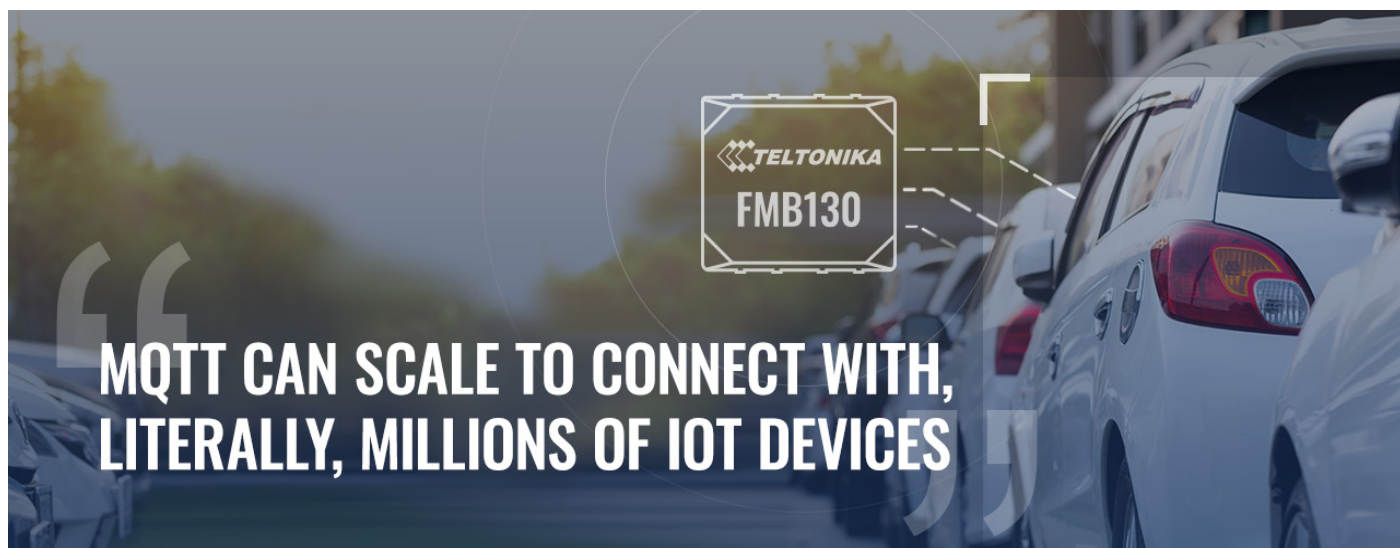 TELTONIKA
FMB130
“MQTT CAN SCALE TO CONNECT WITH,
LITERALLY, MILLIONS OF IOT DEVICES”